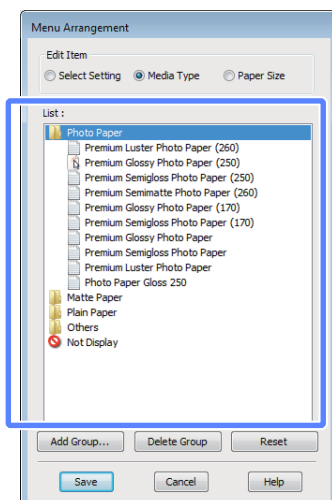 Menu Arrangement
Edit Item
Select Setting Media Type Paper Size
List :
Photo Paper
Premium Luster Photo Paper (260)
Premium Glossy Photo Paper (250)
Premium Semigloss Photo Paper (250)
Premium Semimatte Photo Paper (260)
Premium Glossy Photo Paper (170)
Premium Semigloss Photo Paper (170)
Premium Glossy Photo Paper
Premium Semigloss Photo Paper
Premium Luster Photo Paper
Photo Paper Gloss 250
Matte Paper
Plain Paper
Others
Not Display
Add Group... Delete Group Reset
Save Cancel Help